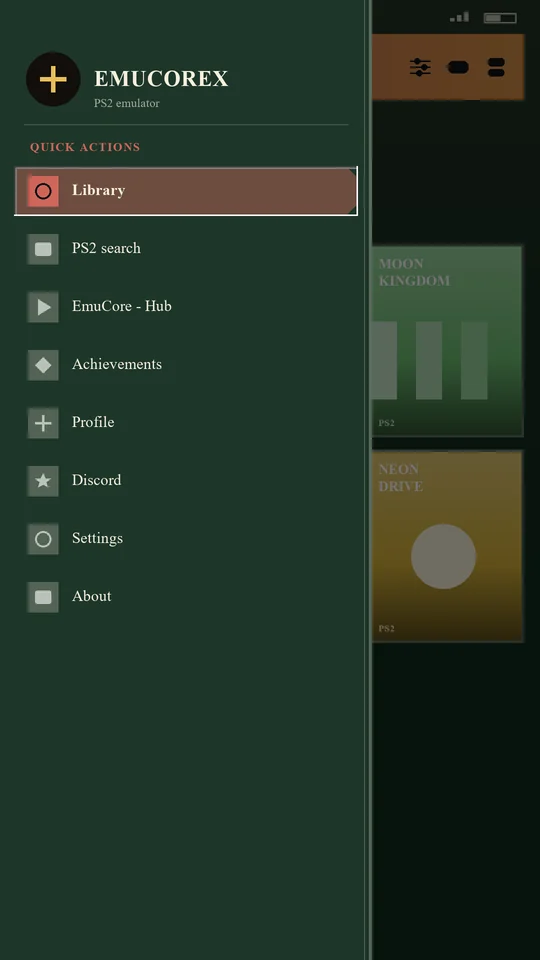 EMUCOREX
PS2 emulator
QUICK ACTIONS
Library
PS2 search
EmuCore - Hub
Achievements
Profile
Discord
Settings
About
MOON
KINGDOM
PS2
NEON
DRIVE
PS2